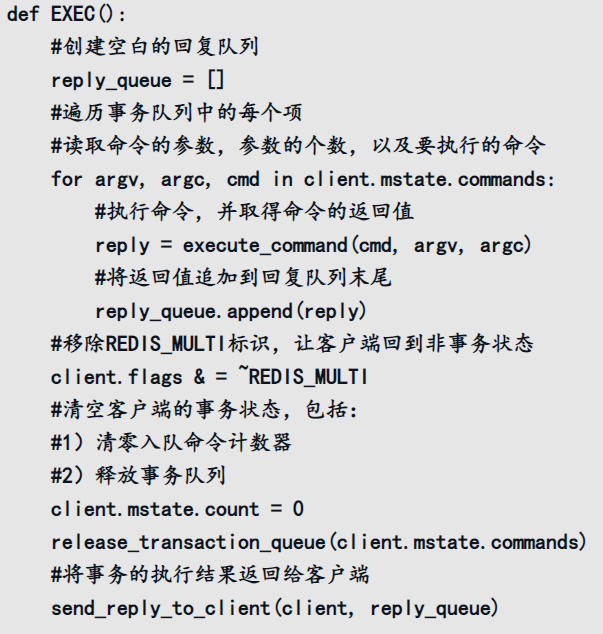 def EXEC():
    #创建空白的回复队列
    reply_queue = []
    #遍历事务队列中的每个项
    #读取命令的参数，参数的个数，以及要执行的命令
    for argv, argc, cmd in client.mstate.commands:
        #执行命令，并取得命令的返回值
        reply = execute_command(cmd, argv, argc)
        #将返回值追加到回复队列末尾
        reply_queue.append(reply)
    #移除REDIS_MULTI标识，让客户端回到非事务状态
    client.flags & = ~REDIS_MULTI
    #清空客户端的事务状态，包括：
    #1）清零入队命令计数器
    #2）释放事务队列
    client.mstate.count = 0
    release_transaction_queue(client.mstate.commands)
    #将事务的执行结果返回给客户端
    send_reply_to_client(client, reply_queue)